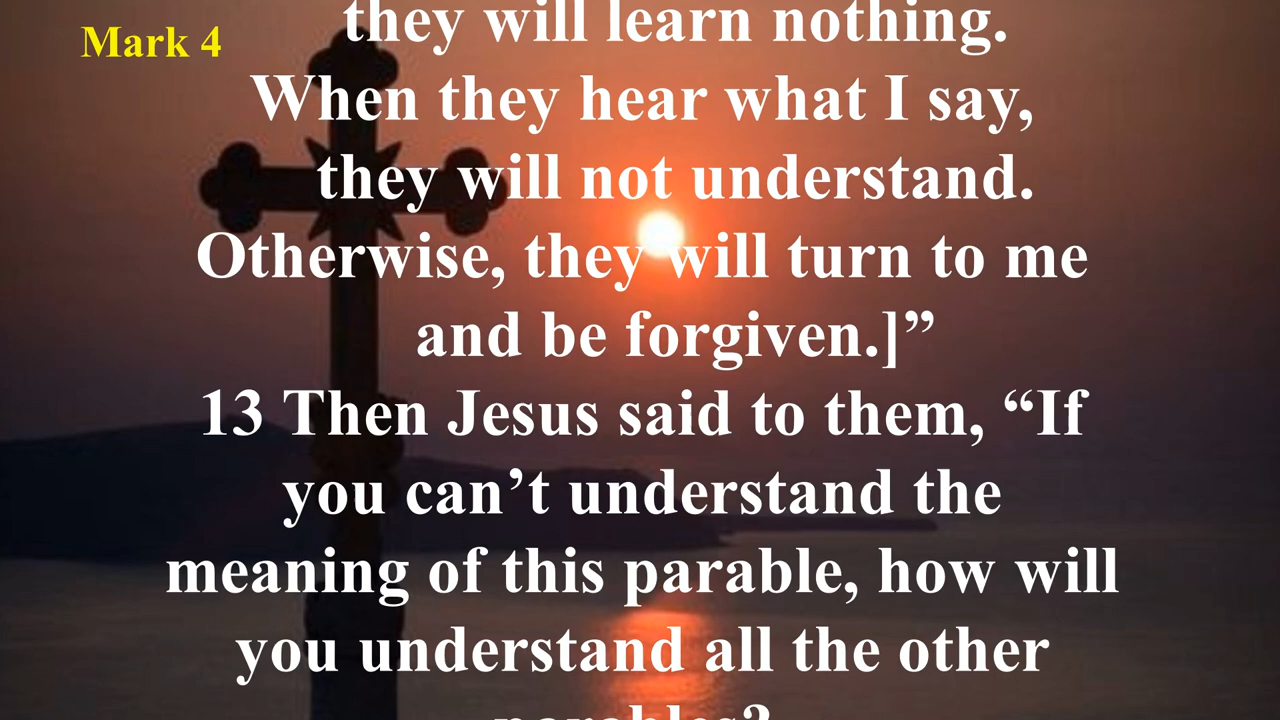 Mark 4
they will learn nothing.
When they hear what I say,
they will not understand.
Otherwise, they will turn to me
and be forgiven.]”
13 Then Jesus said to them, “If
you can’t understand the
meaning of this parable, how will
you understand all the other
parables?